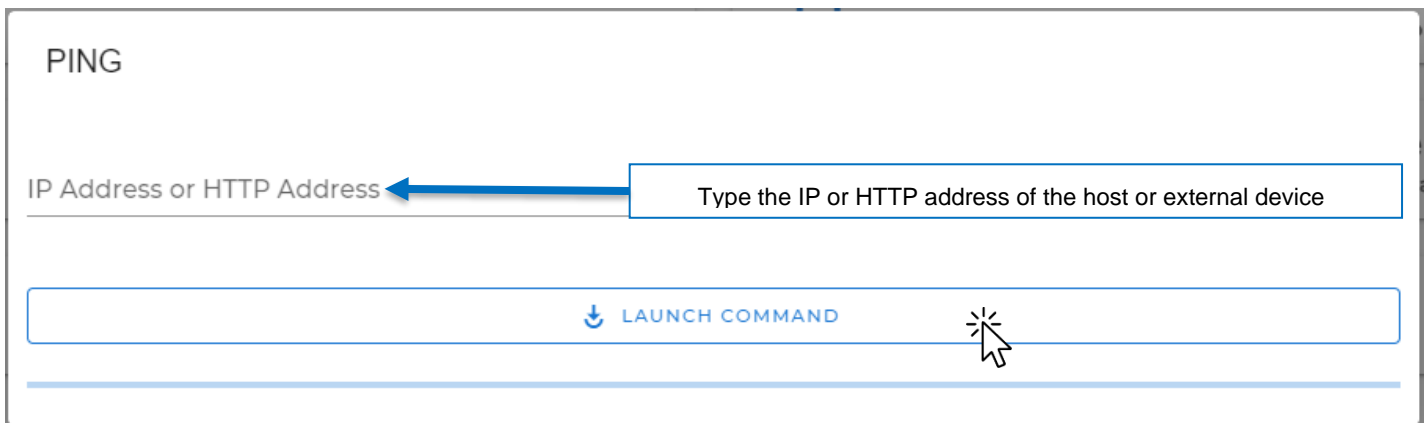 PING
IP Address or HTTP Address
Type the IP or HTTP address of the host or external device
LAUNCH COMMAND